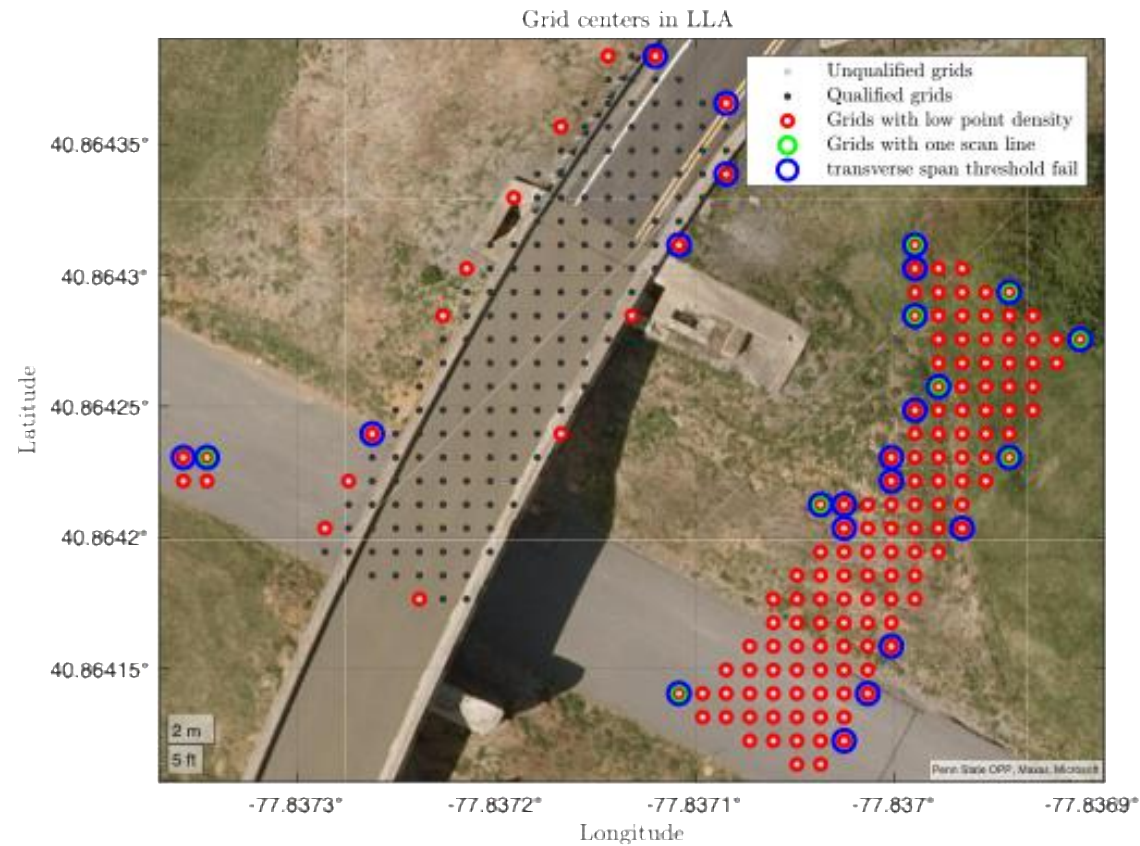 Grid centers in LLA
Unqualified grids
Qualified grids
Grids with low point density
Grids with one scan line
transverse span threshold fail
40.86435°
40.8643°
40.86425°
40.8642°
40.86415°
Latitude
2 m
5 ft
Penn State OPP, Maxar, Microsoft
-77.8373°
-77.8372°
-77.8371°
-77.837°
-77.8369°
Longitude